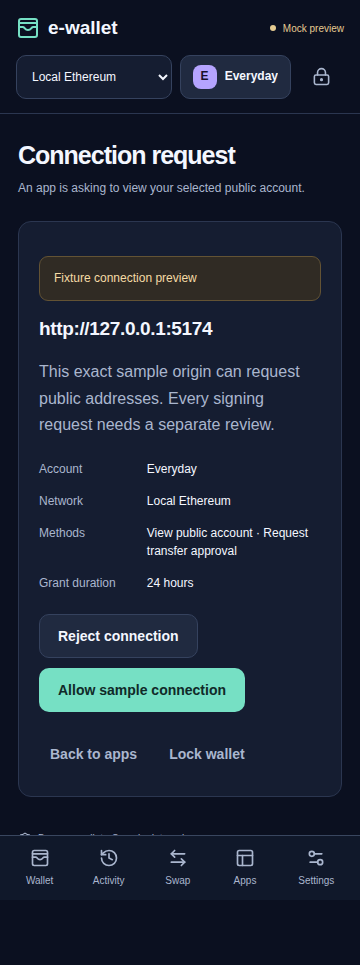 e-wallet
Mock preview
Local Ethereum
E Everyday
Connection request
An app is asking to view your selected public account.
Fixture connection preview
http://127.0.0.1:5174
This exact sample origin can request
public addresses. Every signing
request needs a separate review.
Account Everyday
Network Local Ethereum
Methods View public account · Request
transfer approval
Grant duration 24 hours
Reject connection
Allow sample connection
Back to apps Lock wallet
Wallet Activity Swap Apps Settings